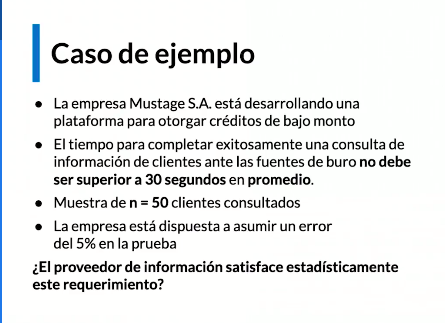 Caso de ejemplo
● La empresa Mustage S.A. está desarrollando una
plataforma para otorgar créditos de bajo monto
● El tiempo para completar exitosamente una consulta de
información de clientes ante las fuentes de buro no debe
ser superior a 30 segundos en promedio.
● Muestra de n = 50 clientes consultados
● La empresa está dispuesta a asumir un error
del 5% en la prueba
¿El proveedor de información satisface estadísticamente
este requerimiento?